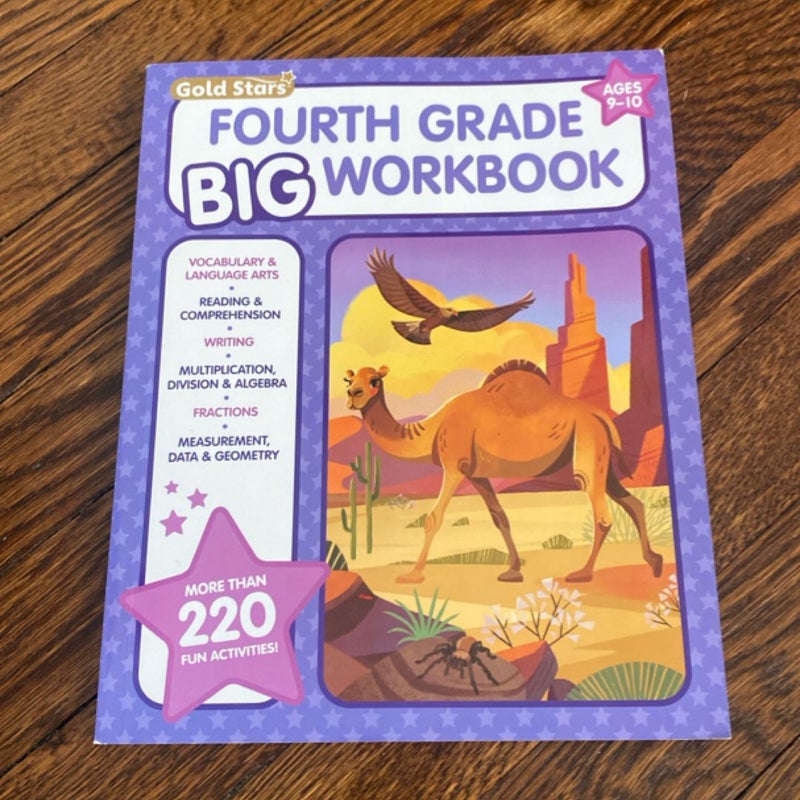 Gold Stars
AGES
9-10
FOURTH GRADE
BIG WORKBOOK
VOCABULARY &
LANGUAGE ARTS
•
READING &
COMPREHENSION
•
WRITING
•
MULTIPLICATION,
DIVISION & ALGEBRA
•
FRACTIONS
•
MEASUREMENT,
DATA & GEOMETRY
MORE THAN
220
FUN ACTIVITIES!